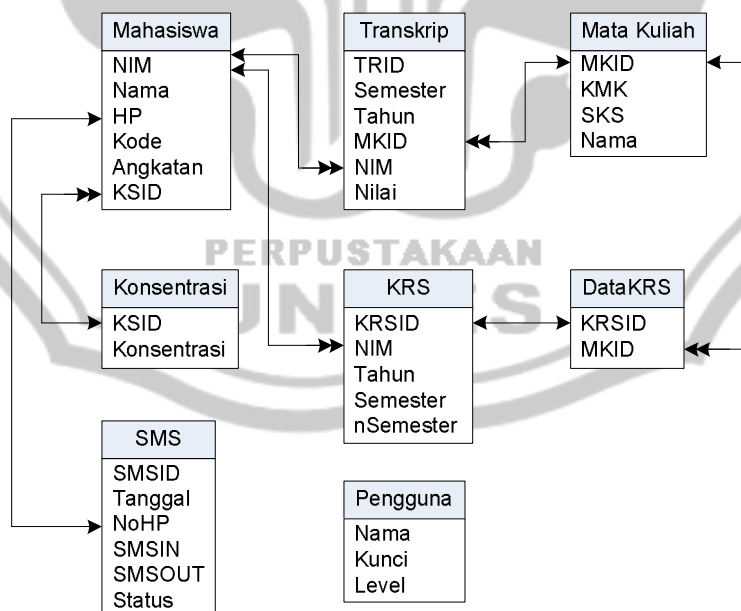 Mahasiswa
NIM
Nama
HP
Kode
Angkatan
KSID
Transkrip
TRID
Semester
Tahun
MKID
NIM
Nilai
Mata Kuliah
MKID
KMK
SKS
Nama
PERPUSTAKAAN
Konsentrasi
KSID
Konsentrasi
KRS
KRSID
NIM
Tahun
Semester
nSemester
DataKRS
KRSID
MKID
SMS
SMSID
Tanggal
NoHP
SMSIN
SMSOUT
Status
Pengguna
Nama
Kunci
Level